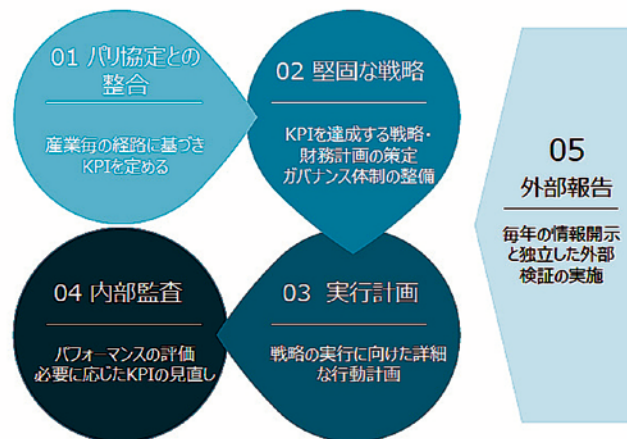 01 パリ協定との
整合
産業毎の経路に基づき
KPIを定める
02 堅固な戦略
KPIを達成する戦略・
財務計画の策定
ガバナンス体制の整備
03 実行計画
戦略の実行に向けた詳細
な行動計画
04 内部監査
パフォーマンスの評価
必要に応じたKPIの見直し
05
外部報告
毎年の情報開示
と独立した外部
検証の実施